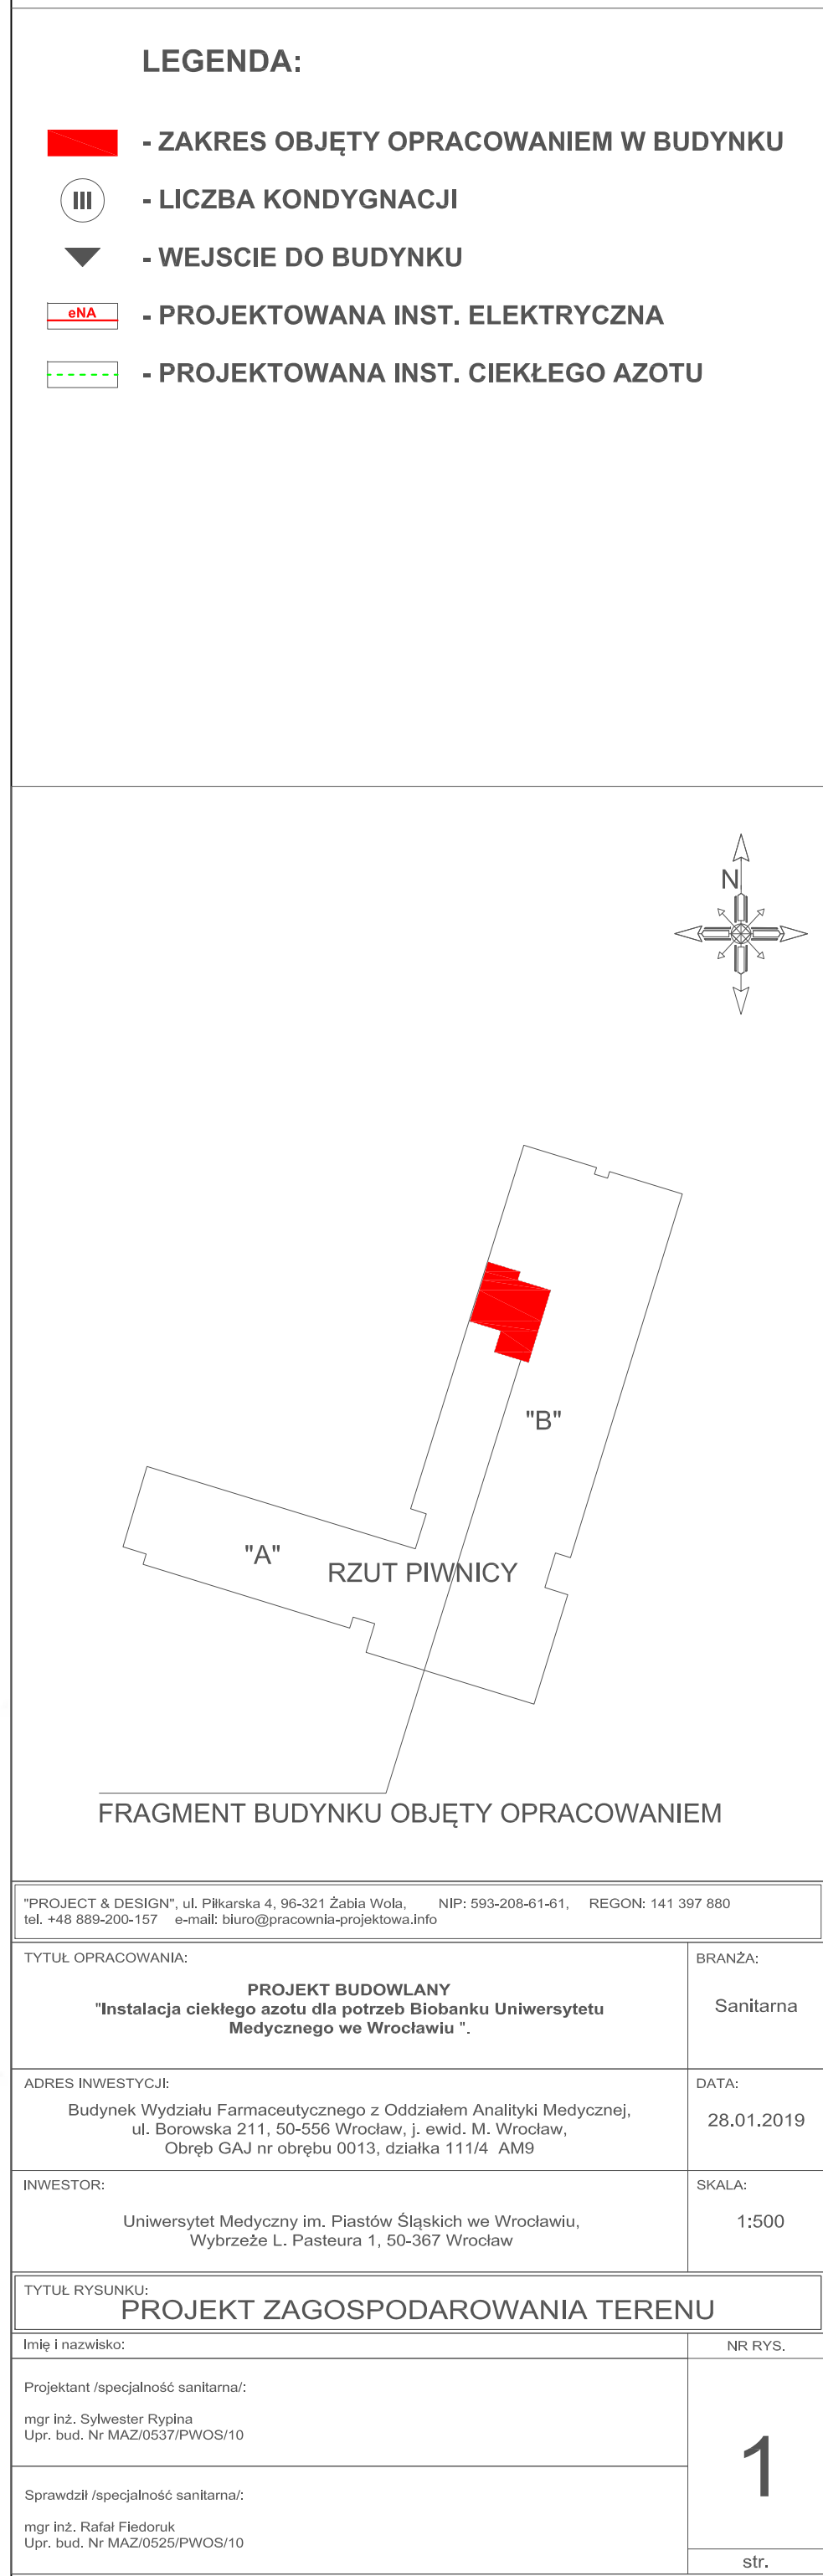 LEGENDA:
- ZAKRES OBJĘTY OPRACOWANIEM W BUDYNKU
III - LICZBA KONDYGNACJI
- WEJSCIE DO BUDYNKU
eNA - PROJEKTOWANA INST. ELEKTRYCZNA
- PROJEKTOWANA INST. CIEKŁEGO AZOTU
N
"B"
"A"
RZUT PIWNICY
FRAGMENT BUDYNKU OBJĘTY OPRACOWANIEM
"PROJECT & DESIGN", ul. Piłkarska 4, 96-321 Żabia Wola, NIP: 593-208-61-61, REGON: 141 397 880
tel. +48 889-200-157 e-mail: biuro@pracownia-projektowa.info
TYTUŁ OPRACOWANIA:
PROJEKT BUDOWLANY
"Instalacja ciekłego azotu dla potrzeb Biobanku Uniwersytetu
Medycznego we Wrocławiu ".
BRANŻA:
Sanitarna
ADRES INWESTYCJI:
Budynek Wydziału Farmaceutycznego z Oddziałem Analityki Medycznej,
ul. Borowska 211, 50-556 Wrocław, j. ewid. M. Wrocław,
Obręb GAJ nr obrębu 0013, działka 111/4 AM9
DATA:
28.01.2019
INWESTOR:
Uniwersytet Medyczny im. Piastów Śląskich we Wrocławiu,
Wybrzeże L. Pasteura 1, 50-367 Wrocław
SKALA:
1:500
TYTUŁ RYSUNKU:
PROJEKT ZAGOSPODAROWANIA TERENU
Imię i nazwisko:
NR RYS.
Projektant /specjalność sanitarna/:
mgr inż. Sylwester Rypina
Upr. bud. Nr MAZ/0537/PWOS/10
1
Sprawdził /specjalność sanitarna/:
mgr inż. Rafał Fiedoruk
Upr. bud. Nr MAZ/0525/PWOS/10
str.